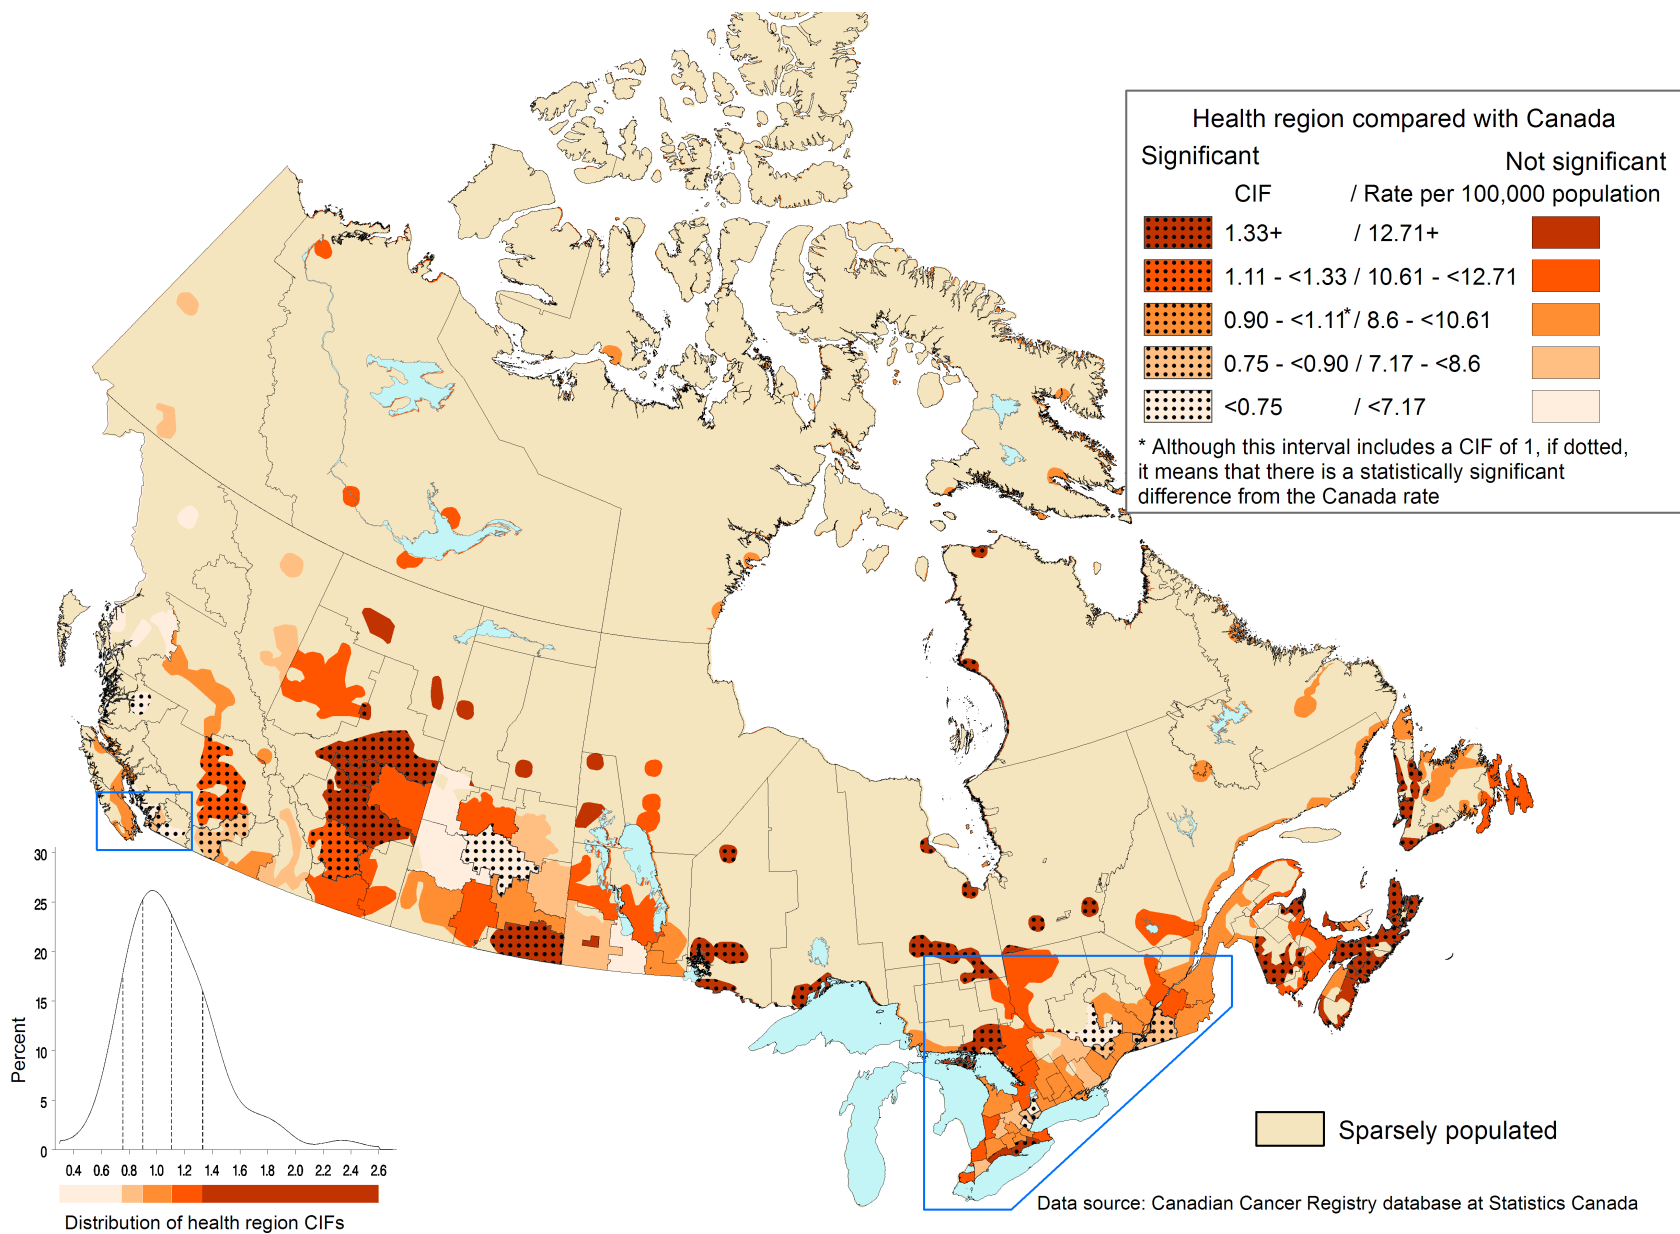 Health region compared with Canada
Significant
Not significant
CIF / Rate per 100,000 population
1.33+ / 12.71+
1.11 - <1.33 / 10.61 - <12.71
0.90 - <1.11* / 8.6 - <10.61
0.75 - <0.90 / 7.17 - <8.6
<0.75 / <7.17
* Although this interval includes a CIF of 1, if dotted,
it means that there is a statistically significant
difference from the Canada rate
30
25
20
15
10
5
0
Percent
0.4 0.6 0.8 1.0 1.2 1.4 1.6 1.8 2.0 2.2 2.4 2.6
Distribution of health region CIFs
Sparsely populated
Data source: Canadian Cancer Registry database at Statistics Canada